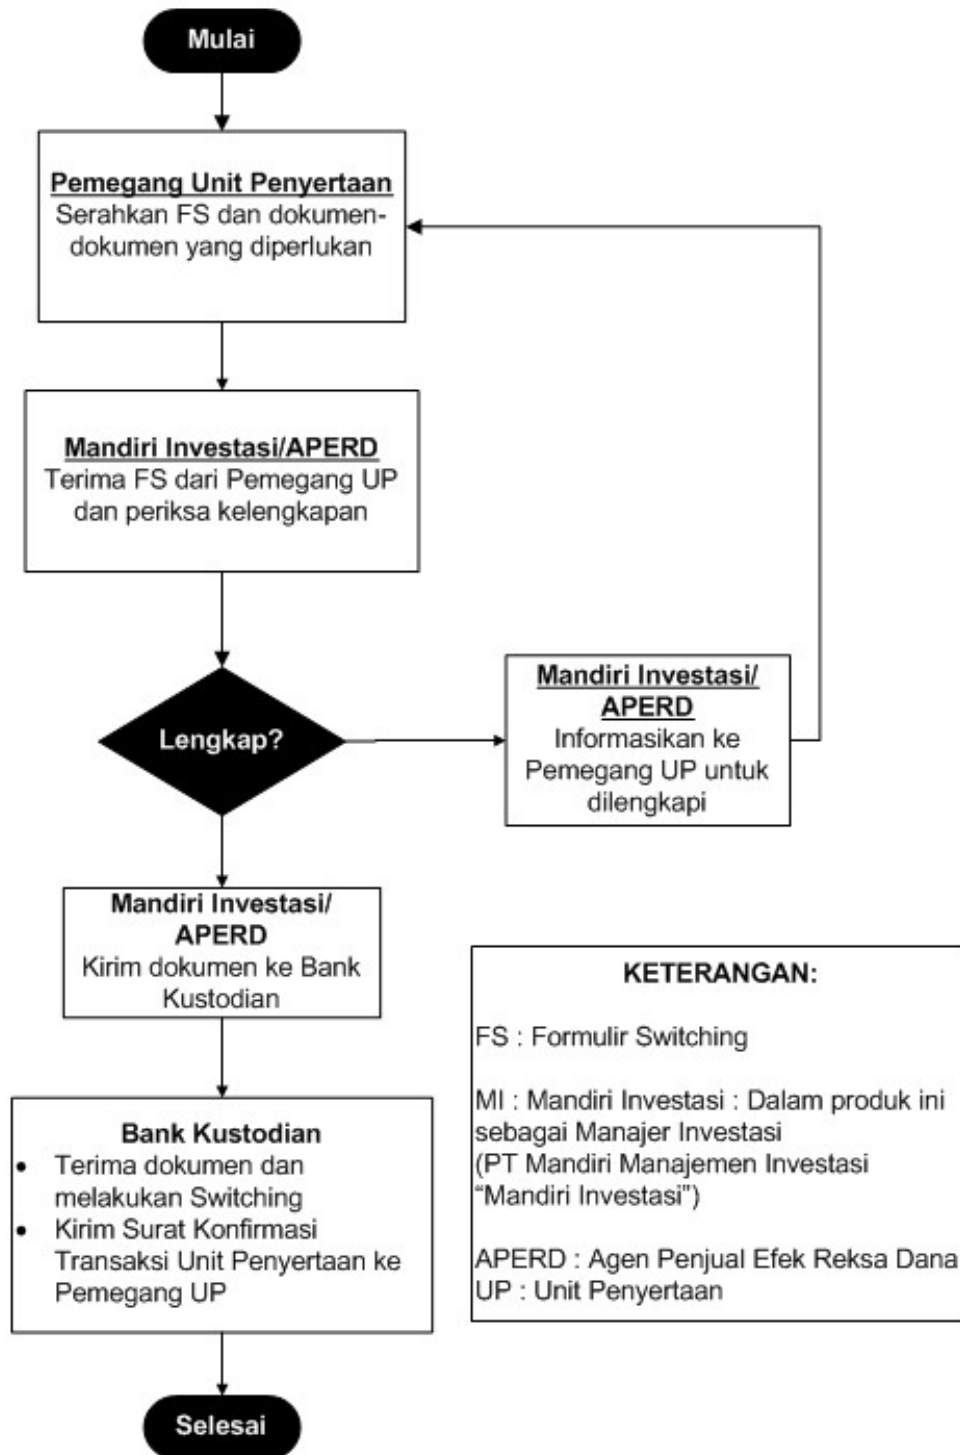 Mulai
Pemegang Unit Penyertaan
Serahkan FS dan dokumen-
dokumen yang diperlukan
Mandiri Investasi/APERD
Terima FS dari Pemegang UP
dan periksa kelengkapan
Lengkap?
Mandiri Investasi/
APERD
Informasikan ke
Pemegang UP untuk
dilengkapi
Mandiri Investasi/
APERD
Kirim dokumen ke Bank
Kustodian
Bank Kustodian
• Terima dokumen dan
melakukan Switching
• Kirim Surat Konfirmasi
Transaksi Unit Penyertaan ke
Pemegang UP
Selesai
KETERANGAN:
FS : Formulir Switching
MI : Mandiri Investasi : Dalam produk ini
sebagai Manajer Investasi
(PT Mandiri Manajemen Investasi
“Mandiri Investasi”)
APERD : Agen Penjual Efek Reksa Dana
UP : Unit Penyertaan